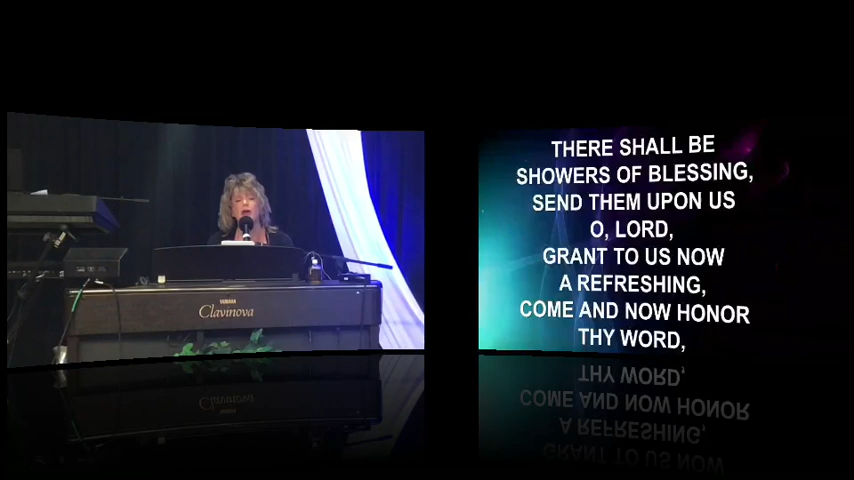 YAMAHA
Clavinova
THERE SHALL BE
SHOWERS OF BLESSING,
SEND THEM UPON US
O, LORD,
GRANT TO US NOW
A REFRESHING,
COME AND NOW HONOR
THY WORD,